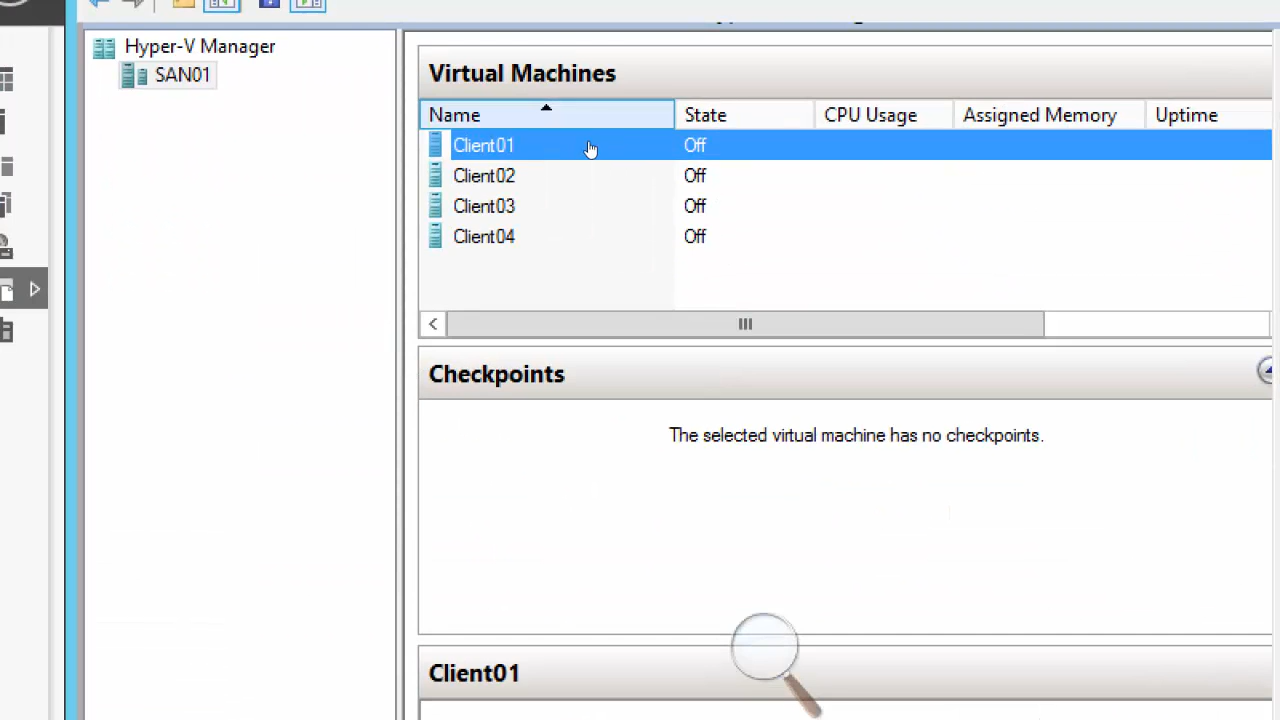 Hyper-V Manager
SAN01
Virtual Machines
Name State CPU Usage Assigned Memory Uptime
Client01 Off
Client02 Off
Client03 Off
Client04 Off
Checkpoints
The selected virtual machine has no checkpoints.
Client01